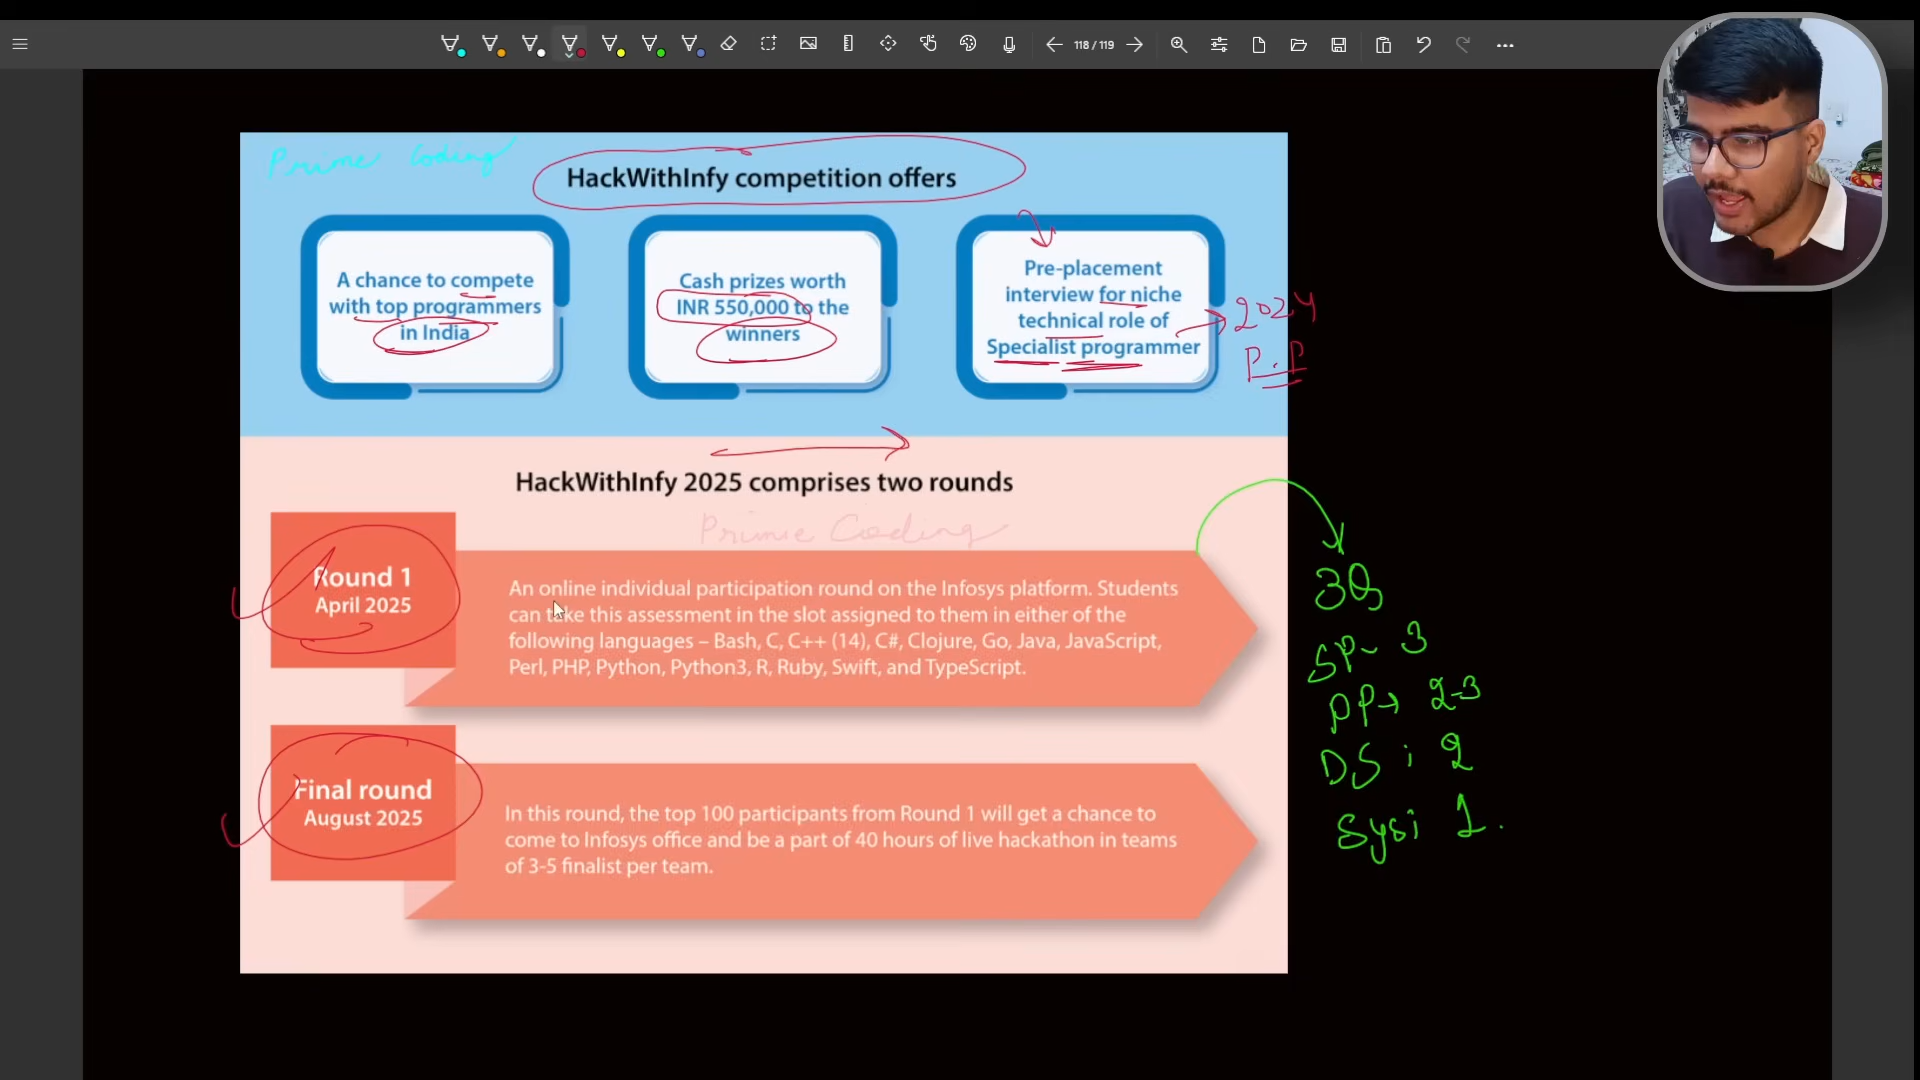 118 / 119
Prime Coding
HackWithInfy competition offers
A chance to compete
with top programmers
in India
Cash prizes worth
INR 550,000 to the
winners
Pre-placement
interview for niche
technical role of
Specialist programmer
2024
P.P
HackWithInfy 2025 comprises two rounds
Prime Coding
Round 1
April 2025
An online individual participation round on the Infosys platform. Students
can take this assessment in the slot assigned to them in either of the
following languages – Bash, C, C++ (14), C#, Clojure, Go, Java, JavaScript,
Perl, PHP, Python, Python3, R, Ruby, Swift, and TypeScript.
3Qs
SP- 3
PP→ 2-3
DS : 2
Sys: 1.
Final round
August 2025
In this round, the top 100 participants from Round 1 will get a chance to
come to Infosys office and be a part of 40 hours of live hackathon in teams
of 3-5 finalist per team.